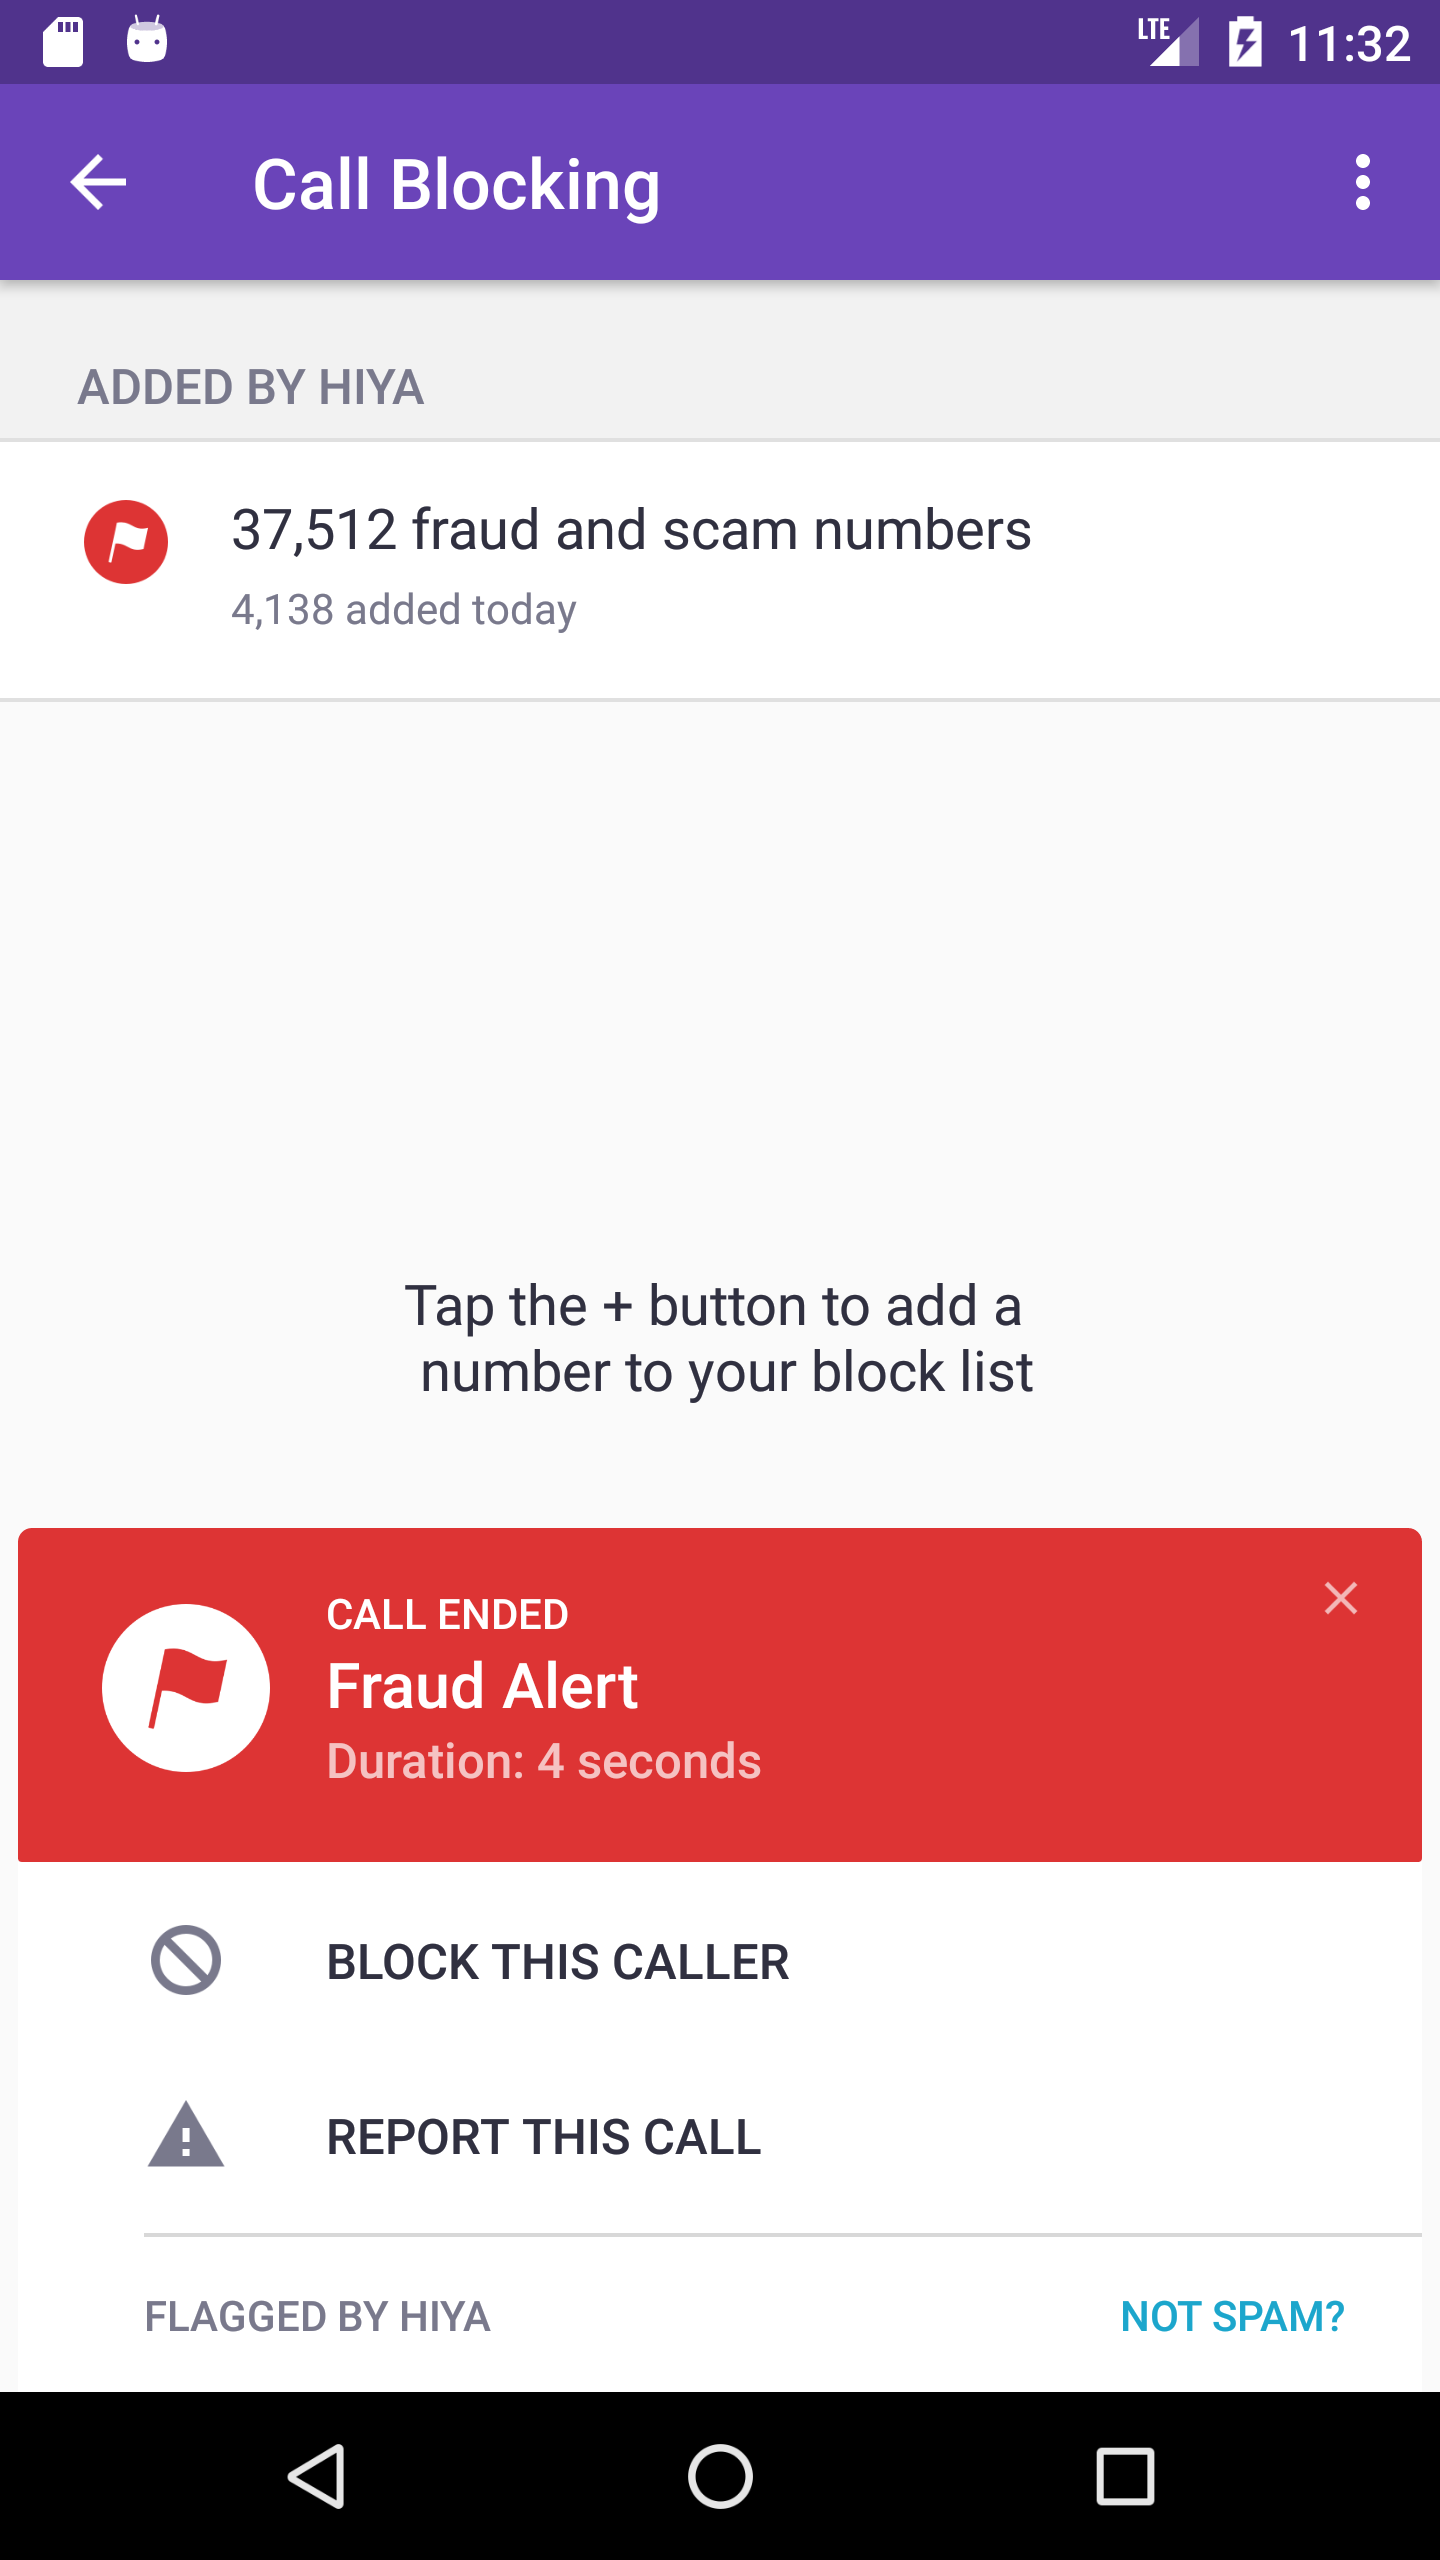 LTE 11:32
Call Blocking
ADDED BY HIYA
37,512 fraud and scam numbers
4,138 added today
Tap the + button to add a
number to your block list
CALL ENDED
Fraud Alert
Duration: 4 seconds
BLOCK THIS CALLER
REPORT THIS CALL
FLAGGED BY HIYA NOT SPAM?